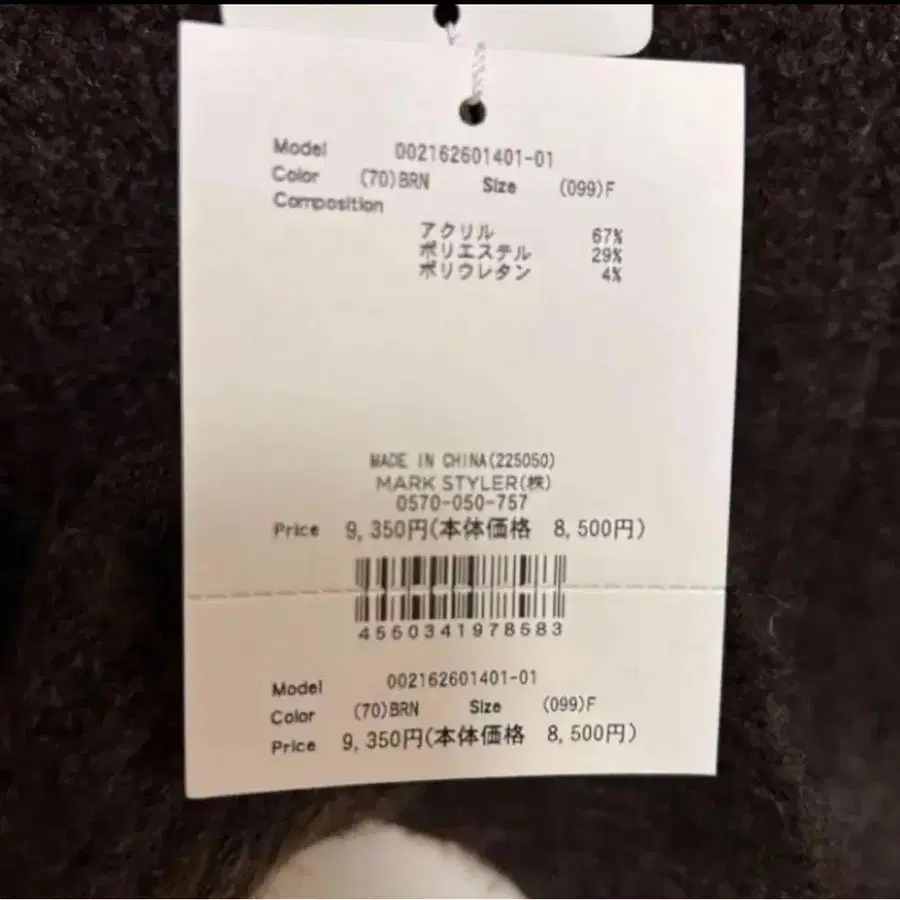 Model 002162601401-01
Color (70)BRN Size (099)F
Composition
アクリル 67%
ポリエステル 29%
ポリウレタン 4%
MADE IN CHINA(225050)
MARK STYLER(株)
0570-050-757
Price 9,350円(本体価格 8,500円)
4550341978583
Model 002162601401-01
Color (70)BRN Size (099)F
Price 9,350円(本体価格 8,500円)